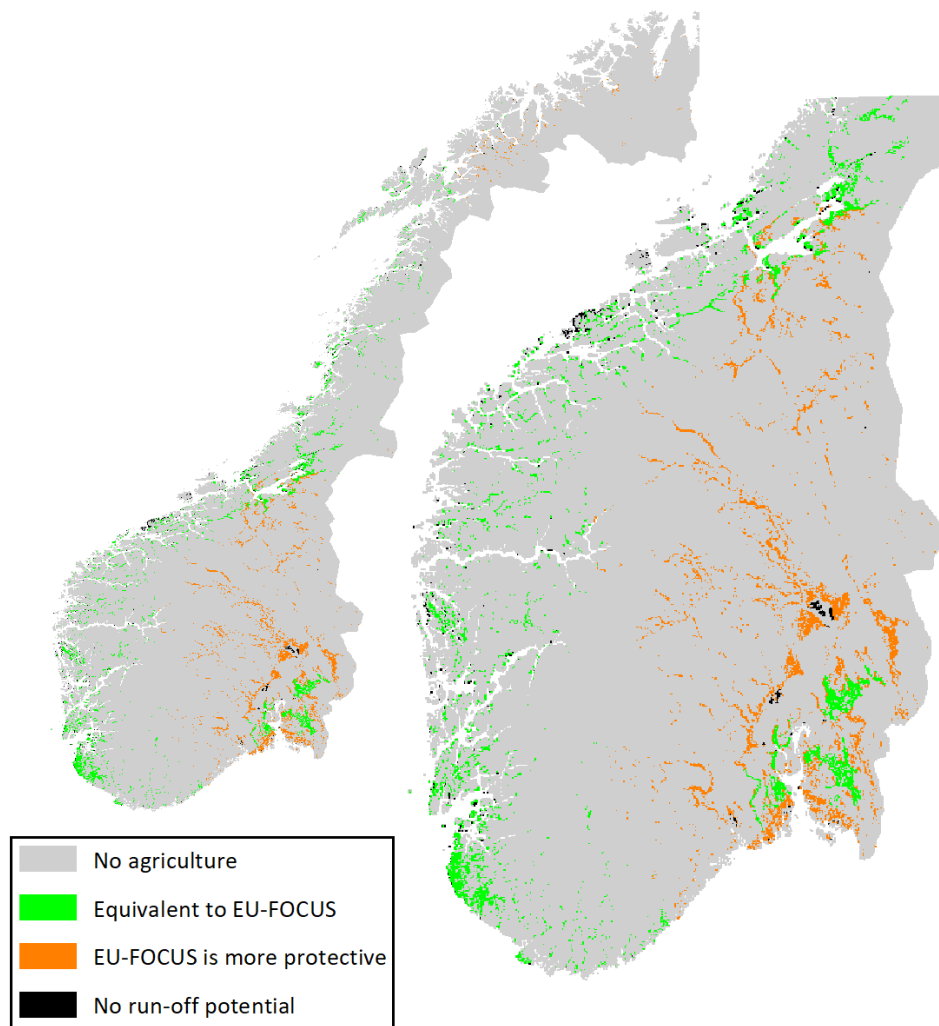 No agriculture
Equivalent to EU-FOCUS
EU-FOCUS is more protective
No run-off potential